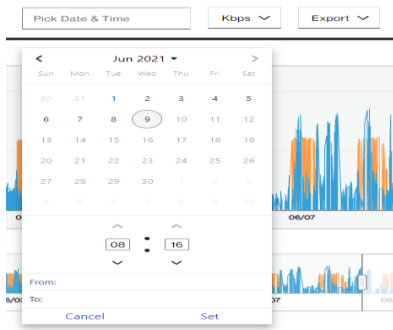 Pick Date & Time Kbps Export
< Jun 2021 >
Sun Mon Tue Wed Thu Fri Sat
30 31 1 2 3 4 5
6 7 8 9 10 11 12
13 14 15 16 17 18 19
20 21 22 23 24 25 26
27 28 29 30 1 2 3
4 5 6 7 8 9 10
06/07
08 : 16
From:
To:
Cancel Set